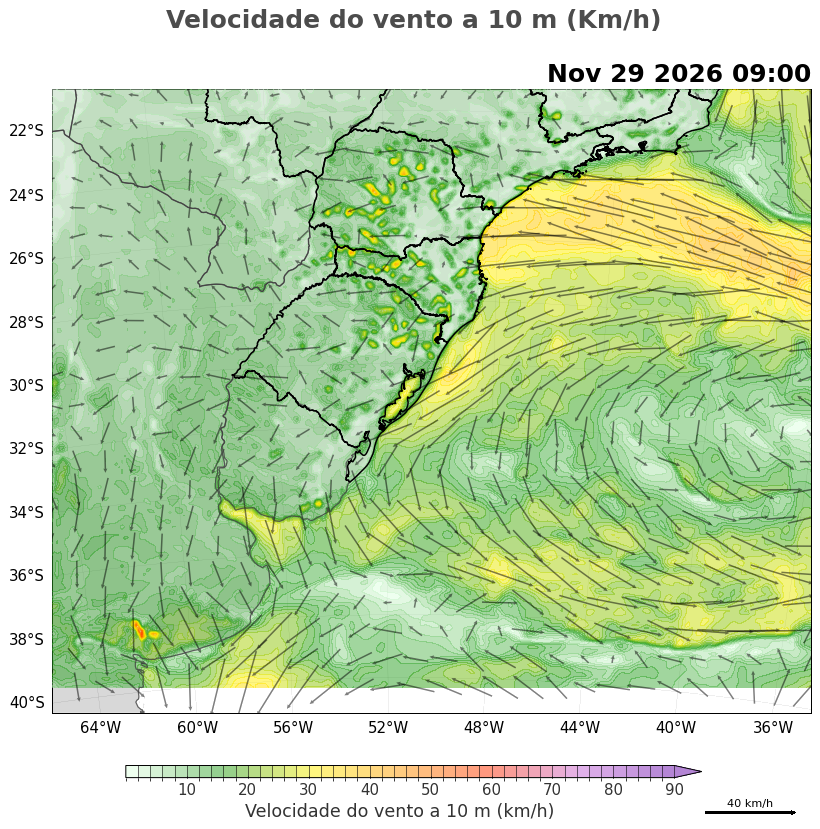 Velocidade do vento a 10 m (Km/h)
Nov 29 2026 09:00
22°S
24°S
26°S
28°S
30°S
32°S
34°S
36°S
38°S
40°S
64°W 60°W 56°W 52°W 48°W 44°W 40°W 36°W
10 20 30 40 50 60 70 80 90
Velocidade do vento a 10 m (km/h)
40 km/h